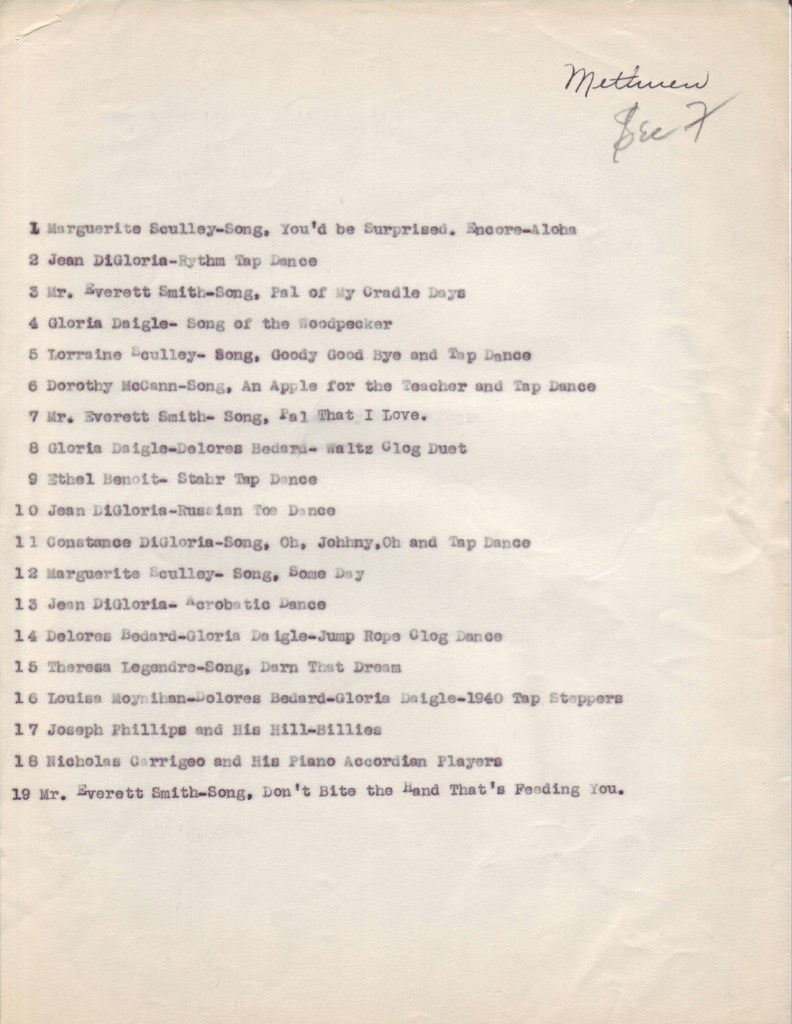 Methuen
Dec 7
1 Marguerite Sculley-Song, You'd be Surprised. Encore-Aloha
2 Jean DiGloria-Rythm Tap Dance
3 Mr. Everett Smith-Song, Pal of My Cradle Days
4 Gloria Daigle- Song of the Woodpecker
5 Lorraine Sculley- Song, Goody Good Bye and Tap Dance
6 Dorothy McCann-Song, An Apple for the Teacher and Tap Dance
7 Mr. Everett Smith- Song, Pal That I Love.
8 Gloria Daigle-Delores Bedard- Waltz Clog Duet
9 Ethel Benoit- Stahr Tap Dance
10 Jean DiGloria-Russian Toe Dance
11 Constance DiGloria-Song, Oh, Johhny,Oh and Tap Dance
12 Marguerite Sculley- Song, Some Day
13 Jean DiGloria- Acrobatic Dance
14 Delores Bedard-Gloria Daigle-Jump Rope Clog Dance
15 Theresa Legendre-Song, Darn That Dream
16 Louisa Moynihan-Dolores Bedard-Gloria Daigle-1940 Tap Steppers
17 Joseph Phillips and His Hill-Billies
18 Nicholas Carrigeo and His Piano Accordian Players
19 Mr. Everett Smith-Song, Don't Bite the Hand That's Feeding You.